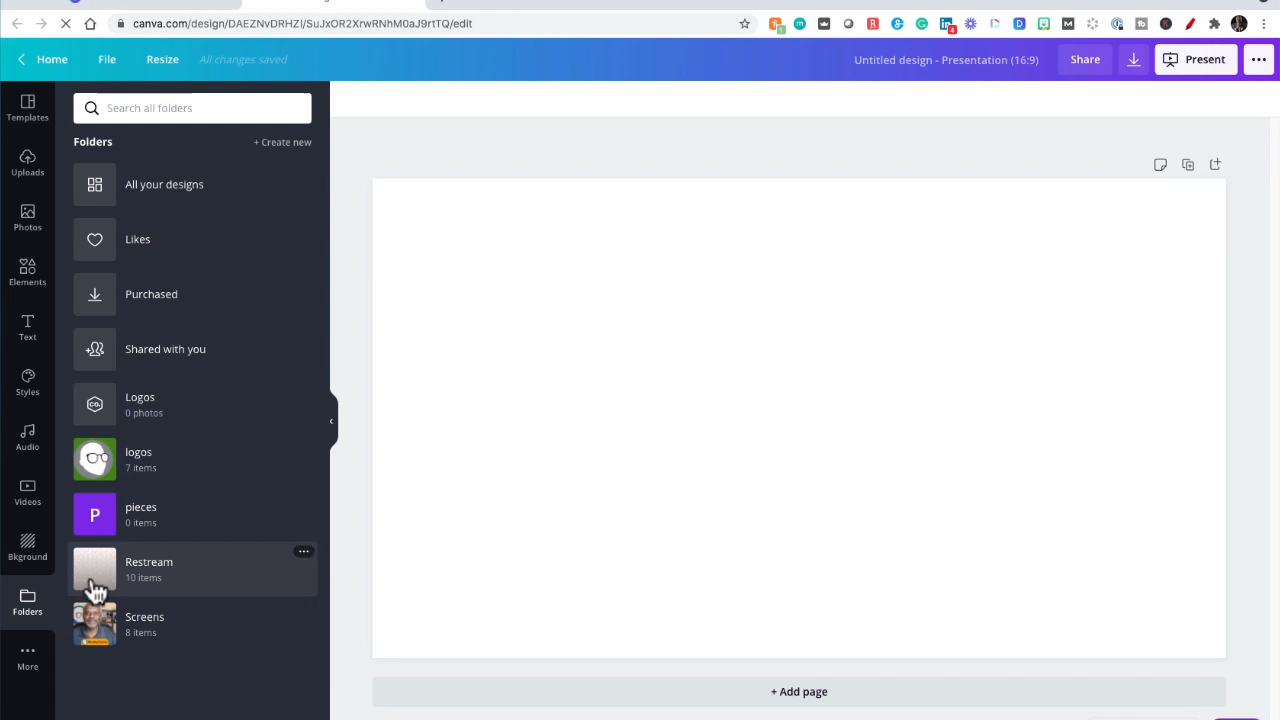 canva.com/design/DAEZNvDRHZI/SuJxOR2XrwRNhM0aJ9rtTQ/edit
Home
File
Resize
All changes saved
Untitled design - Presentation (16:9)
Share
Present
Templates
Uploads
Photos
Elements
Text
Styles
Audio
Videos
Bkground
Folders
More
Search all folders
Folders
+ Create new
All your designs
Likes
Purchased
Shared with you
CO.
Logos
0 photos
logos
7 items
P
pieces
0 items
Restream
10 items
Screens
8 items
+ Add page